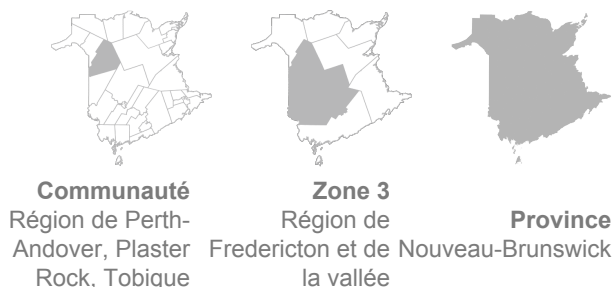 Communauté
Région de Perth-
Andover, Plaster
Rock, Tobique
Zone 3
Région de
Fredericton et de
la vallée
Province
Nouveau-Brunswick